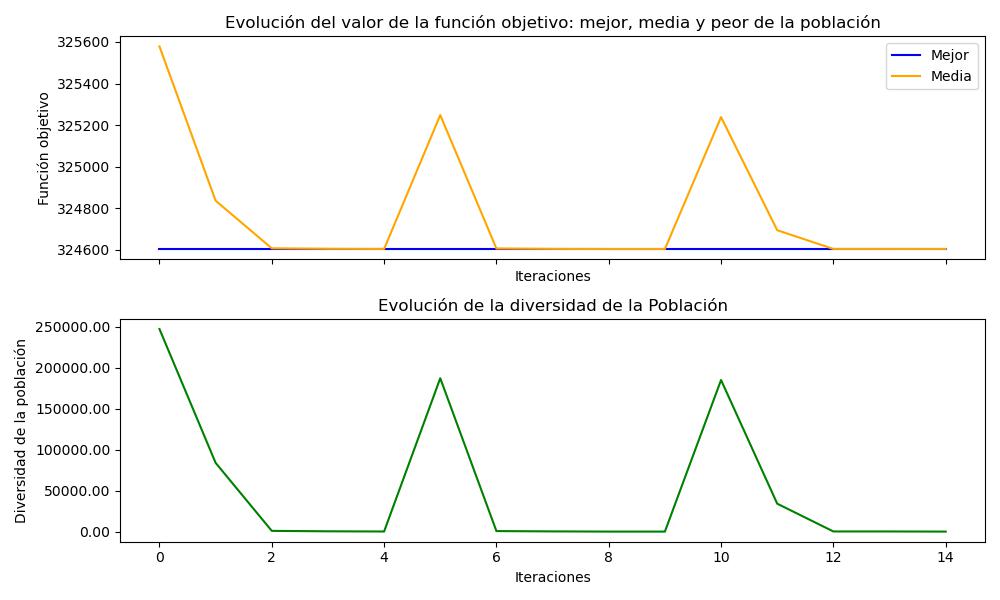 Evolución del valor de la función objetivo: mejor, media y peor de la población
325600
325400
325200
325000
324800
324600
Función objetivo
Mejor
Media
Iteraciones
Evolución de la diversidad de la Población
250000.00
200000.00
150000.00
100000.00
50000.00
0.00
Diversidad de la población
0 2 4 6 8 10 12 14
Iteraciones